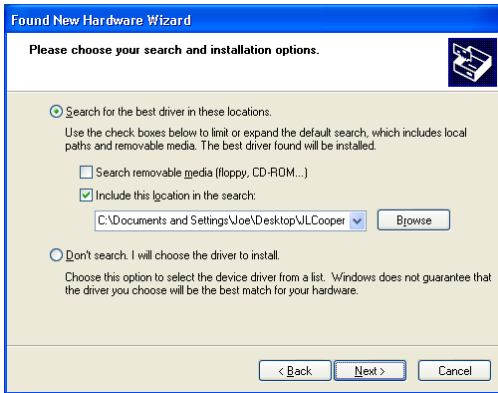 Found New Hardware Wizard
Please choose your search and installation options.
Search for the best driver in these locations.
Use the check boxes below to limit or expand the default search, which includes local
paths and removable media. The best driver found will be installed.
Search removable media (floppy, CD-ROM...)
Include this location in the search:
C:\Documents and Settings\Joe\Desktop\JLCooper
Browse
Don't search. I will choose the driver to install.
Choose this option to select the device driver from a list. Windows does not guarantee that
the driver you choose will be the best match for your hardware.
< Back
Next >
Cancel